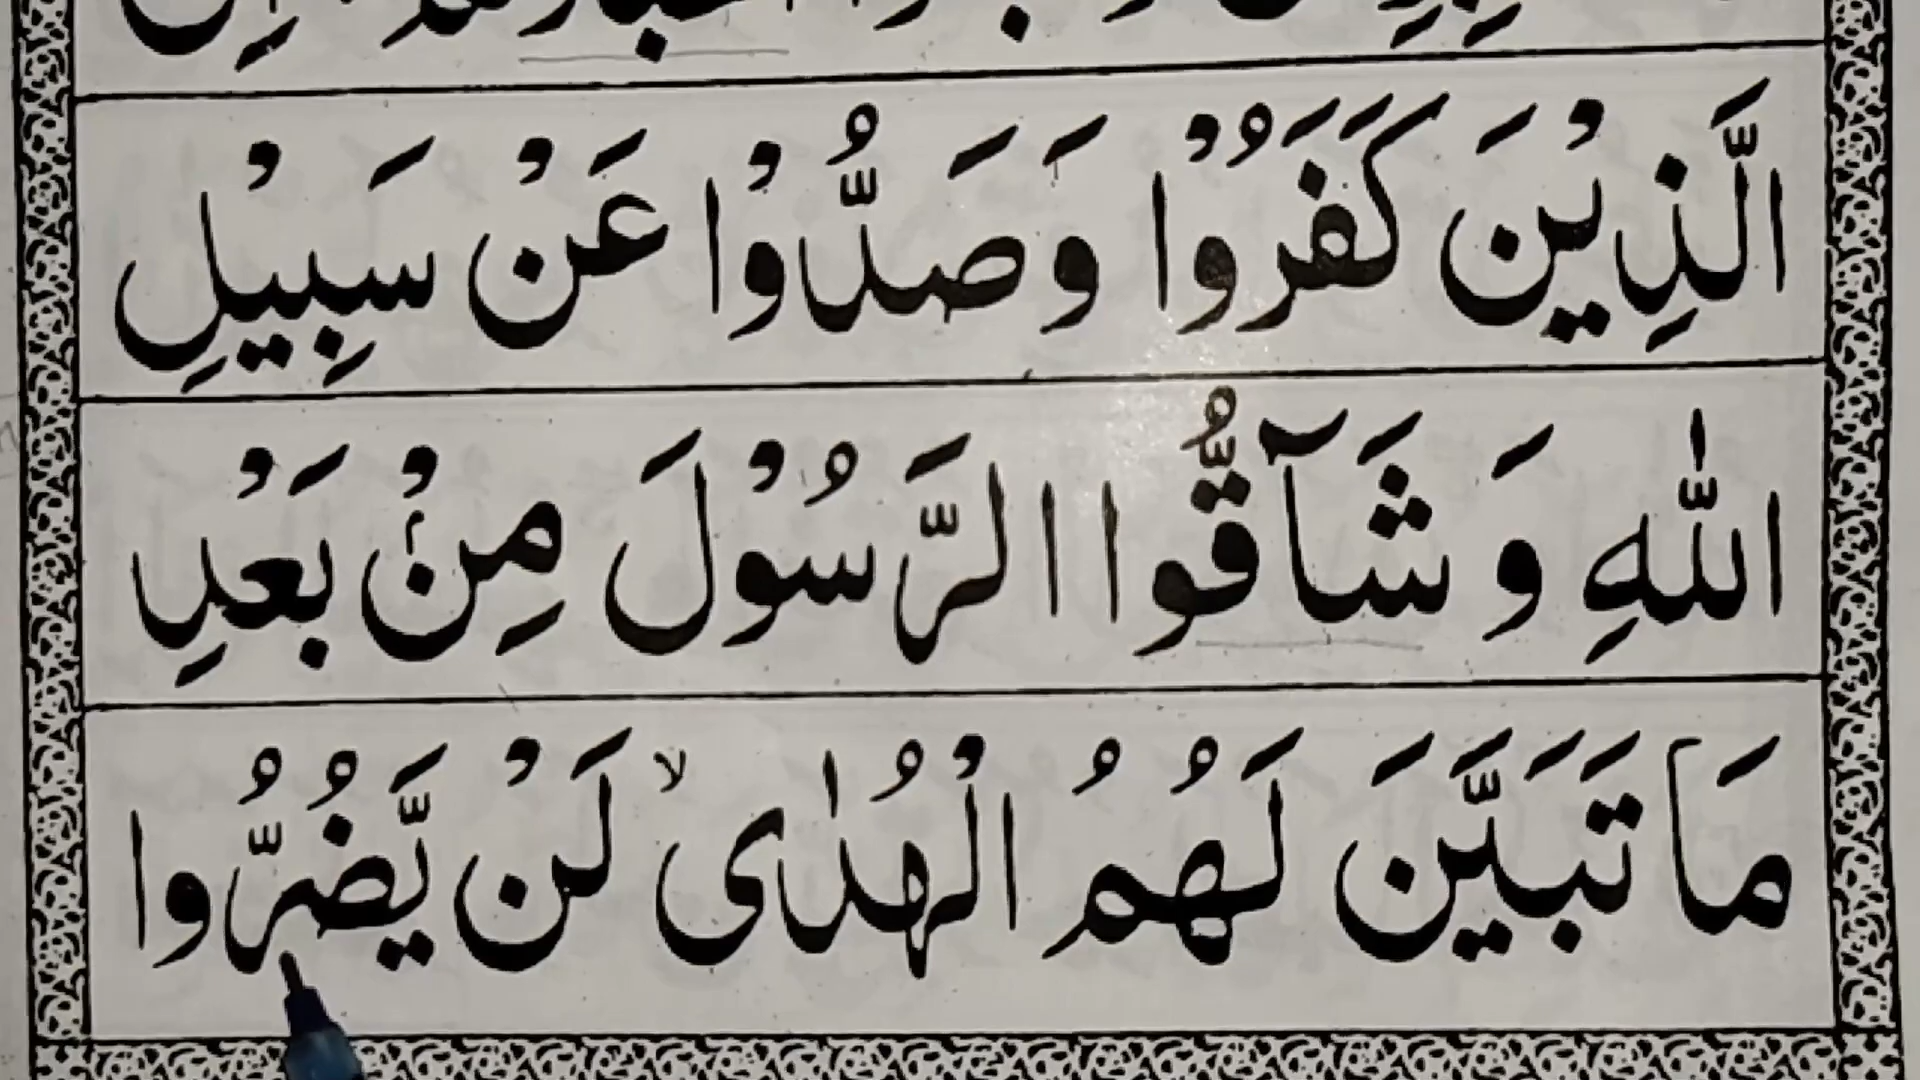 الَّذِيْنَ كَفَرُوْا وَصَدُّوْا عَنْ سَبِيْلِ
اللّٰهِ وَ شَآقُّوا الرَّسُوْلَ مِنْۢ بَعْدِ
مَا تَبَيَّنَ لَهُمُ الْهُدٰى ۙ لَنْ يَّضُرُّوا